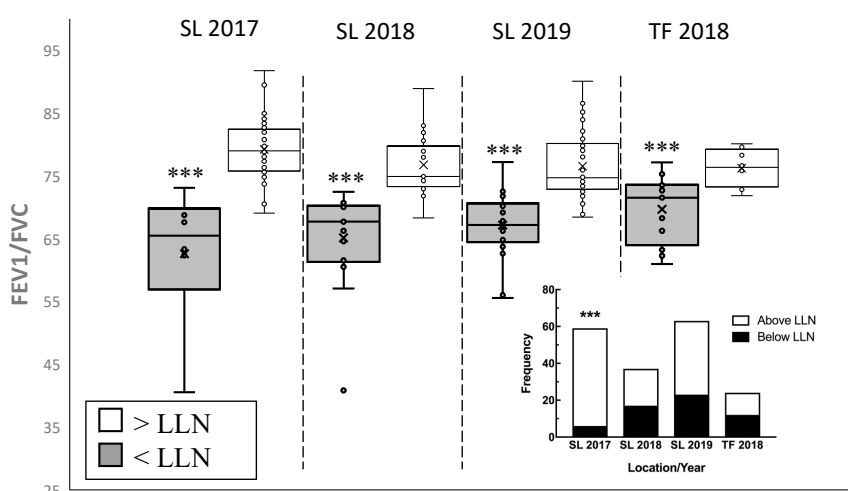 SL 2017
SL 2018
SL 2019
TF 2018
95
85
75
65
55
45
35
25
FEV1/FVC
***
***
***
***
> LLN
< LLN
80
60
40
20
0
Frequency
***
Above LLN
Below LLN
SL 2017
SL 2018
SL 2019
TF 2018
Location/Year